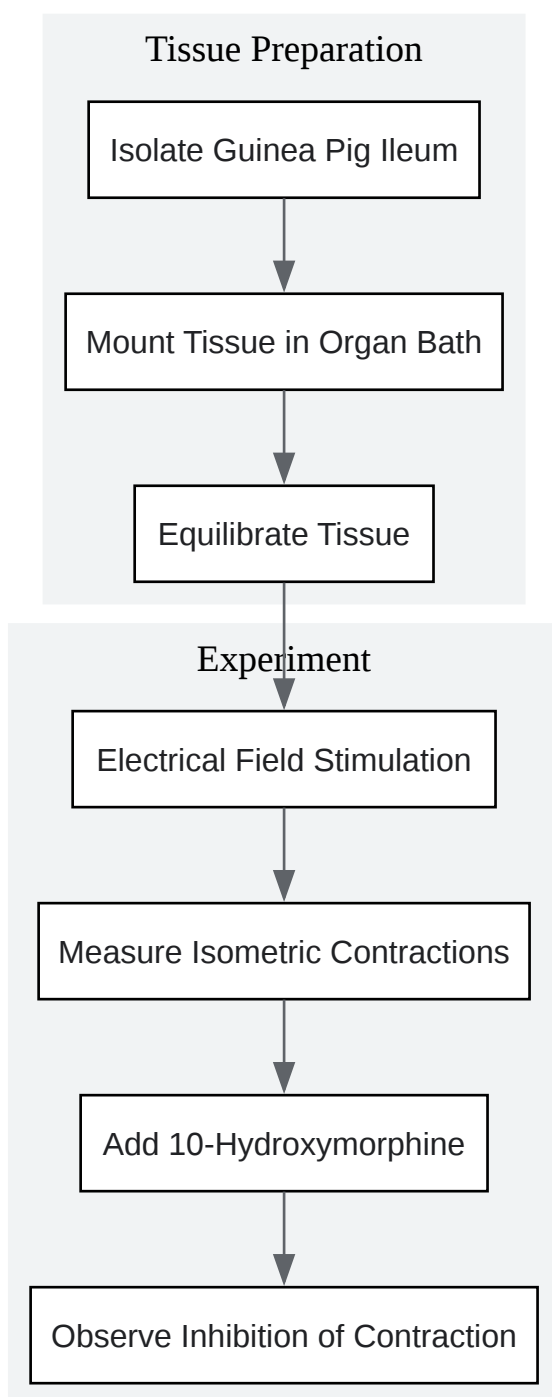 Tissue Preparation
Isolate Guinea Pig Ileum
Mount Tissue in Organ Bath
Equilibrate Tissue
Experiment
Electrical Field Stimulation
Measure Isometric Contractions
Add 10-Hydroxymorphine
Observe Inhibition of Contraction